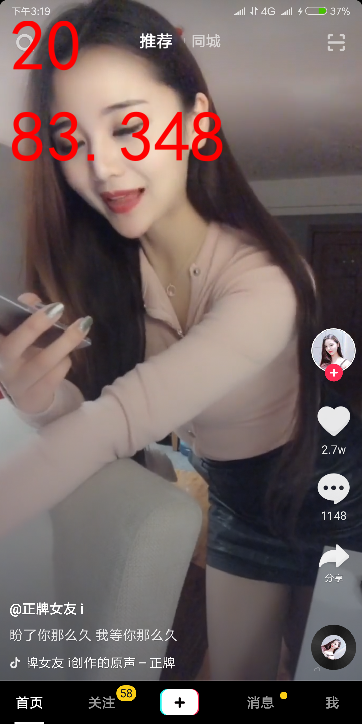 下午3:19
4G
37%
20
推荐
同城
83.348
2.7w
1148
分享
@正牌女友 i
盼了你那么久 我等你那么久
牌女友 i创作的原声 - 正牌
首页
关注
58
消息
我